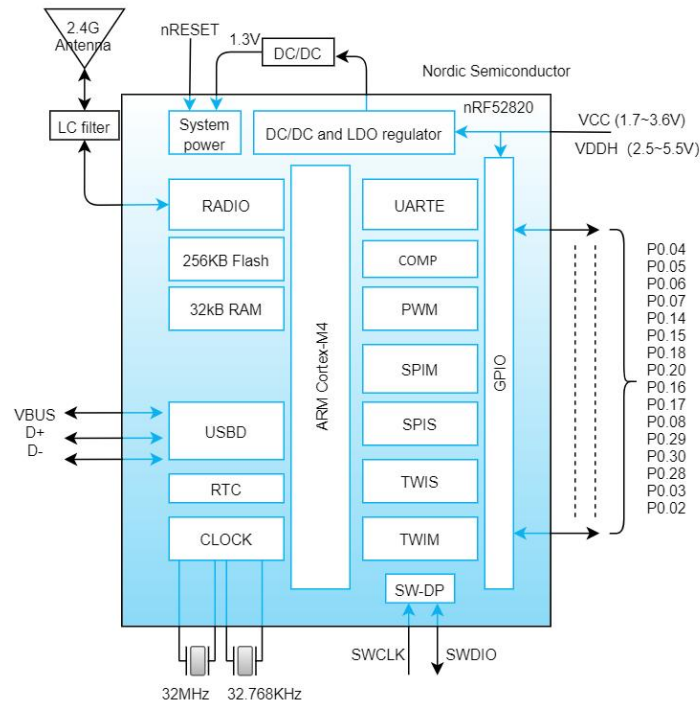 2.4G
Antenna
nRESET
1.3V
DC/DC
Nordic Semiconductor
LC filter
System
power
DC/DC and LDO regulator
nRF52820
VCC (1.7~3.6V)
VDDH (2.5~5.5V)
RADIO
256KB Flash
32kB RAM
USBD
RTC
CLOCK
ARM Cortex-M4
UARTE
COMP
PWM
SPIM
SPIS
TWIS
TWIM
SW-DP
GPIO
VBUS
D+
D-
P0.04
P0.05
P0.06
P0.07
P0.14
P0.15
P0.18
P0.20
P0.16
P0.17
P0.08
P0.29
P0.30
P0.28
P0.03
P0.02
SWCLK
SWDIO
32MHz
32.768KHz